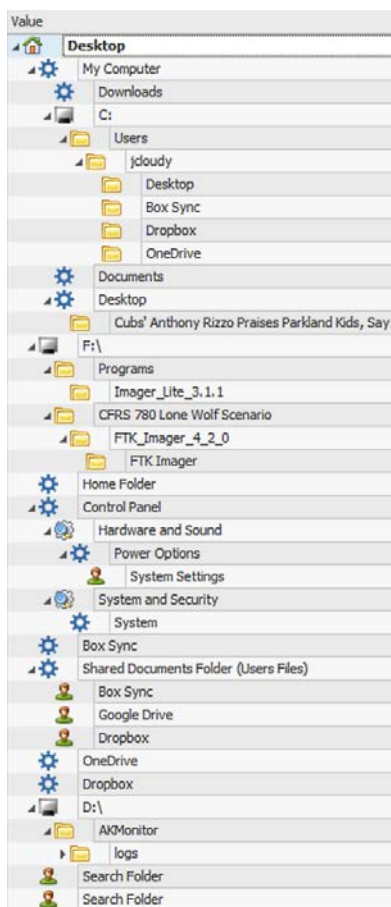 Value
Desktop
My Computer
Downloads
C:
Users
jcloudy
Desktop
Box Sync
Dropbox
OneDrive
Documents
Desktop
Cubs' Anthony Rizzo Praises Parkland Kids, Say
F:\
Programs
Imager_Lite_3.1.1
CFRS 780 Lone Wolf Scenario
FTK_Imager_4_2_0
FTK Imager
Home Folder
Control Panel
Hardware and Sound
Power Options
System Settings
System and Security
System
Box Sync
Shared Documents Folder (Users Files)
Box Sync
Google Drive
Dropbox
OneDrive
Dropbox
D:\
AKMonitor
logs
Search Folder
Search Folder